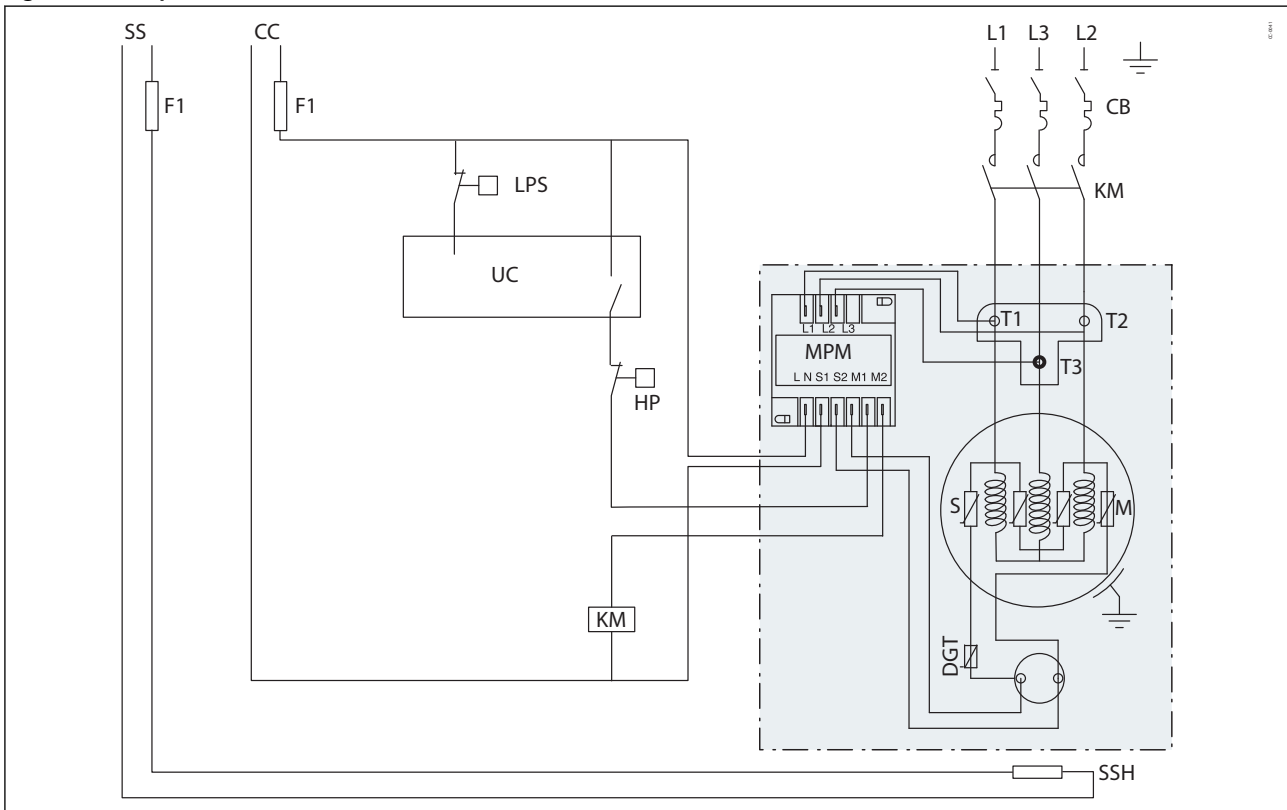 SS
CC
L1 L3 L2
F1
F1
CB
LPS
KM
UC
L1 L2 L3
T1
T2
MPM
T3
L N S1 S2 M1 M2
HP
S
M
KM
DGT
SSH